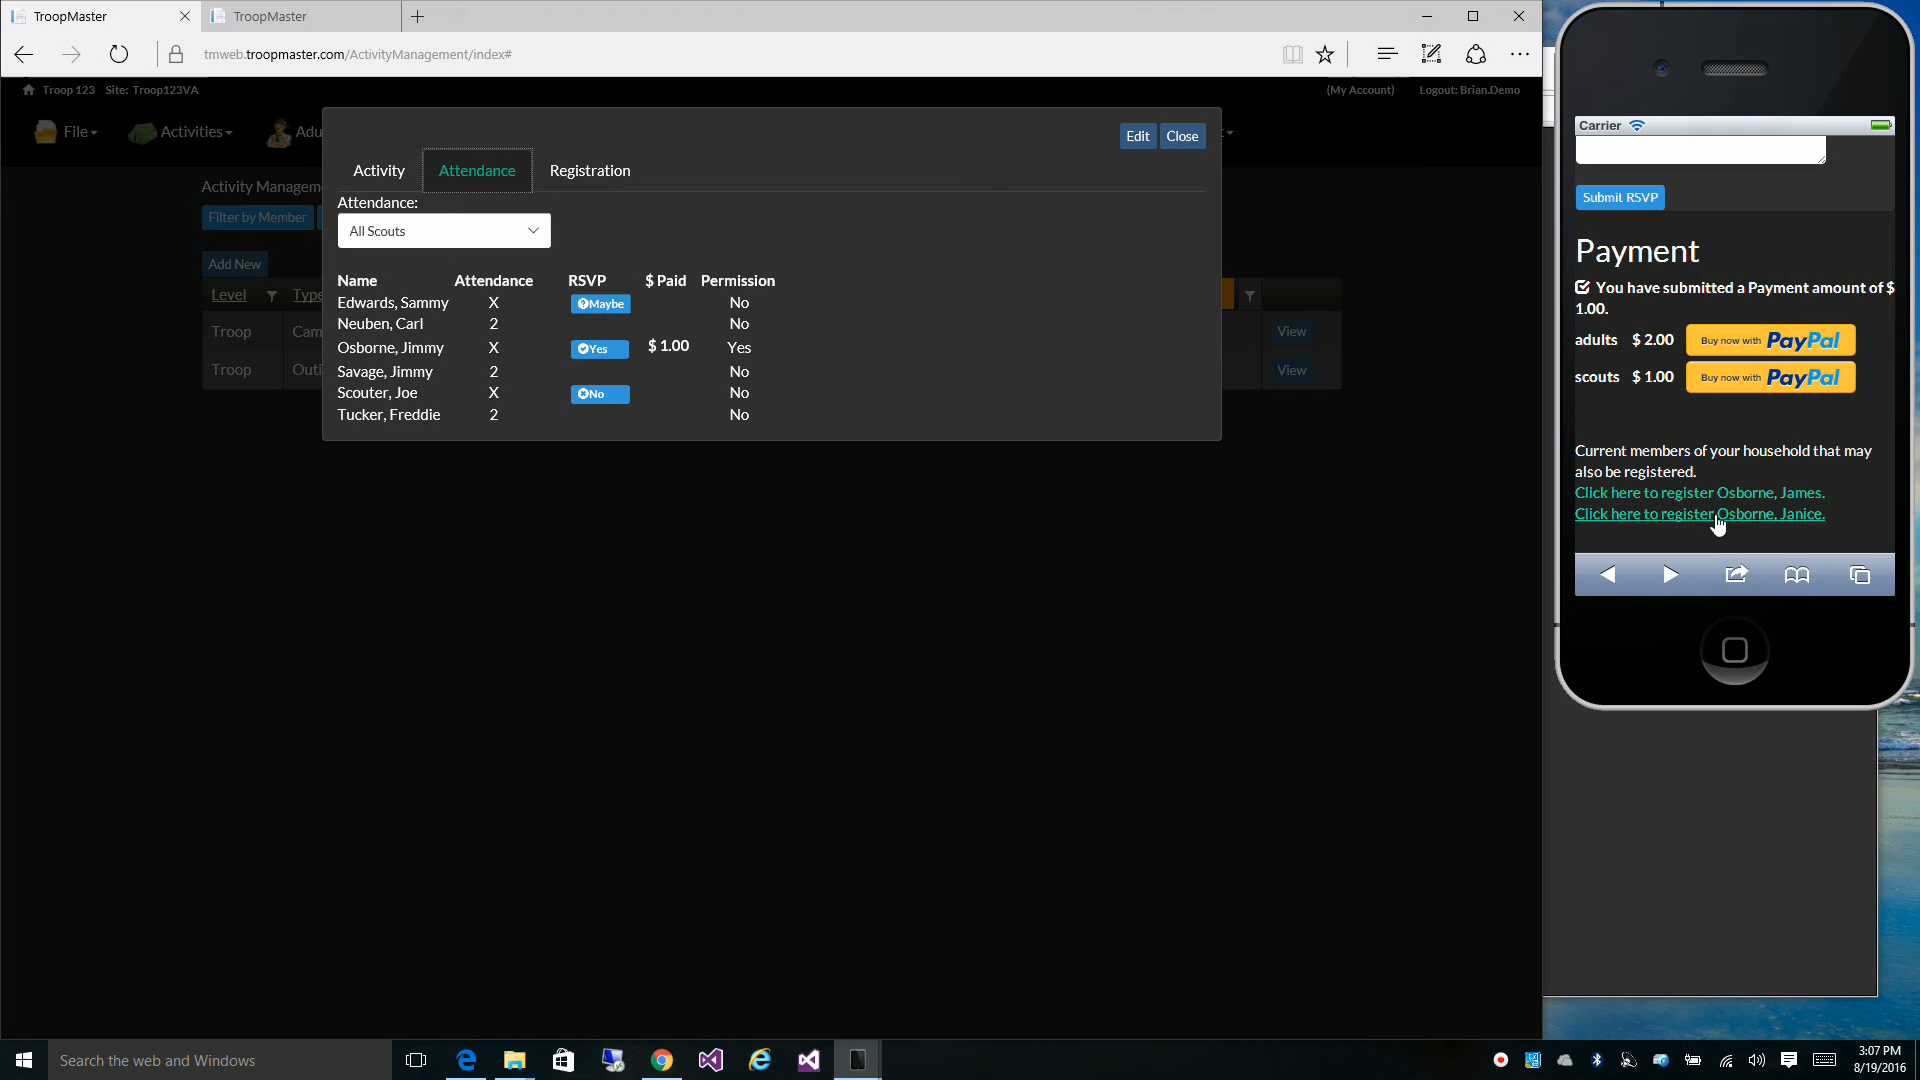 TroopMaster
TroopMaster
tmweb.troopmaster.com/ActivityManagement/index#
Troop 123 Site: Troop123VA
(My Account) Logout: Brian.Demo
File
Activities
Adu
Activity Managem
Filter by Member
Add New
Level Type
Troop Cam
Troop Outi
View
View
Edit Close
Activity Attendance Registration
Attendance:
All Scouts
Name Attendance RSVP $ Paid Permission
Edwards, Sammy X Maybe No
Neuben, Carl 2 No
Osborne, Jimmy X Yes $ 1.00 Yes
Savage, Jimmy 2 No
Scouter, Joe X No No
Tucker, Freddie 2 No
Carrier
Submit RSVP
Payment
You have submitted a Payment amount of $
1.00.
adults $ 2.00 Buy now with PayPal
scouts $ 1.00 Buy now with PayPal
Current members of your household that may
also be registered.
Click here to register Osborne, James.
Click here to register Osborne, Janice.
Search the web and Windows
3:07 PM
8/19/2016